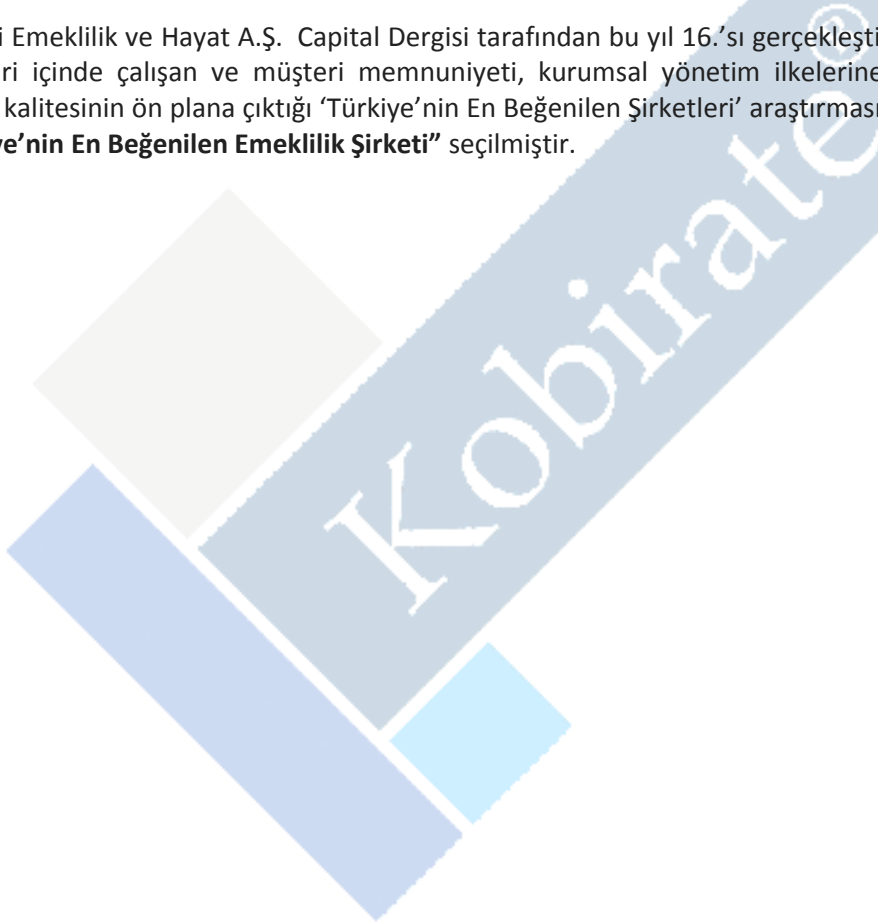 i Emeklilik ve Hayat A.Ş. Capital Dergisi tarafından bu yıl 16.’sı gerçekleşti
ri içinde çalışan ve müşteri memnuniyeti, kurumsal yönetim ilkelerine
kalitesinin ön plana çıktığı ‘Türkiye’nin En Beğenilen Şirketleri’ araştırması
ye’nin En Beğenilen Emeklilik Şirketi” seçilmiştir.
Kobirate®